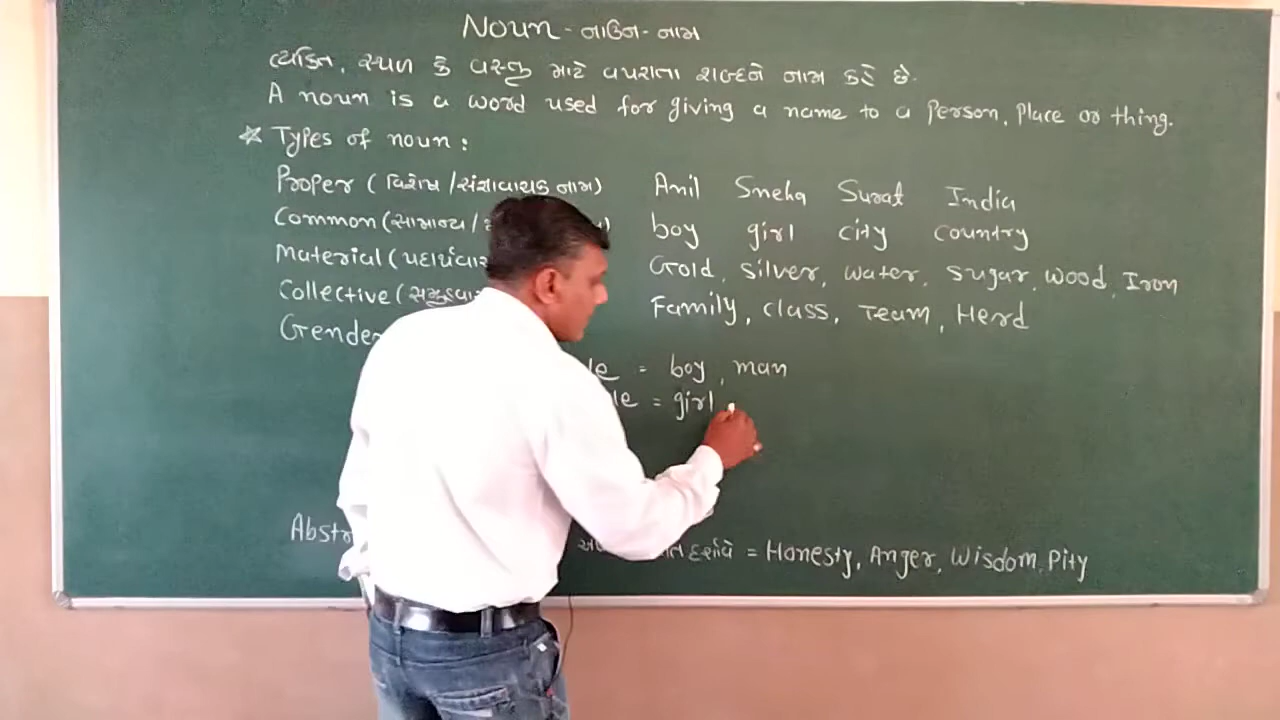 Noun - નાઉન - નામ
વ્યક્તિ, સ્થળ કે વસ્તુ માટે વપરાતા શબ્દને નામ કહે છે.
A noun is a word used for giving a name to a Person, Place or thing.
* Types of noun :
Proper ( વિશેષ / સંજ્ઞાવાચક નામ) Anil Sneha Surat India
Common (સામાન્ય / boy girl city country
Material ( Gold, Silver, Water, Sugar, Wood, Iron
Collective ( Family, class, Team, Herd
Gender
= boy, man
= girl
દર્શાવે = Honesty, Anger, Wisdom, Pity